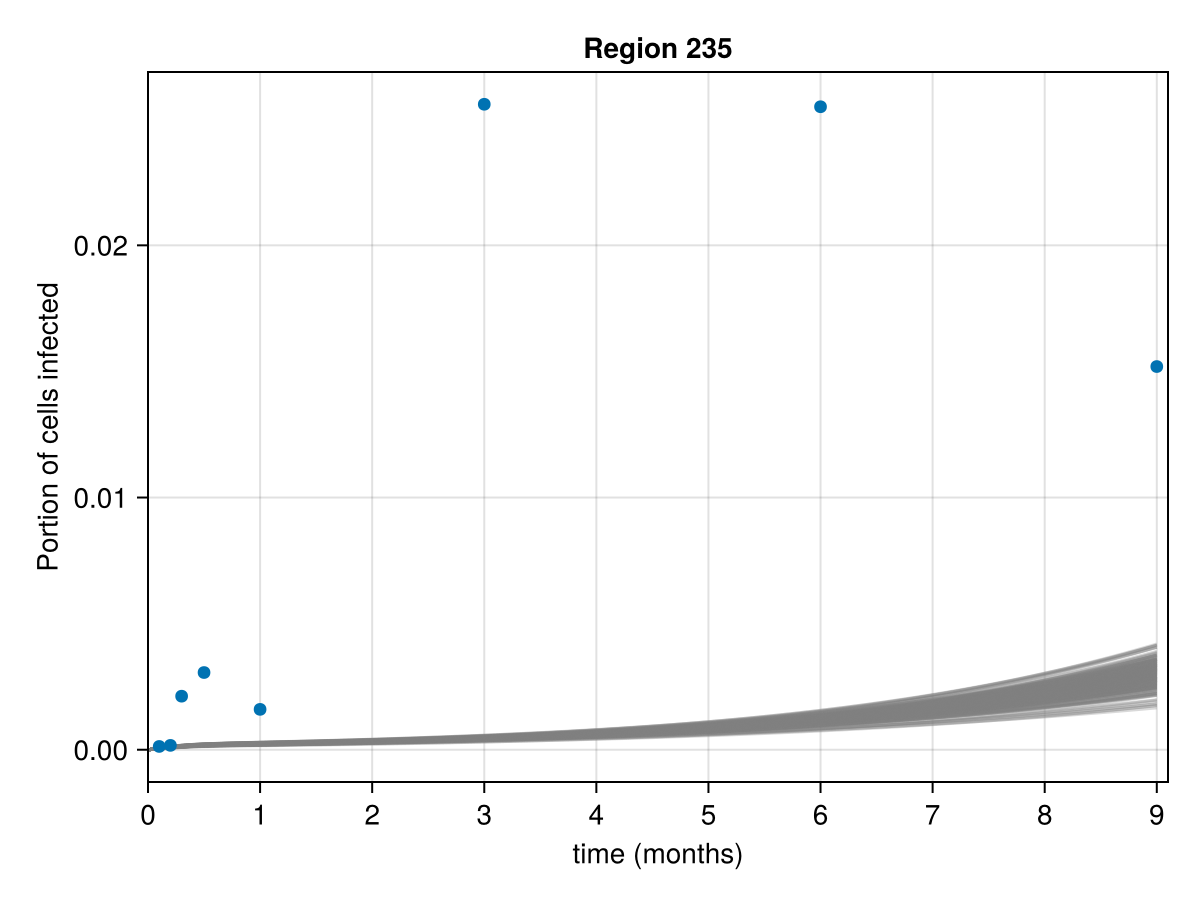 Region 235
Portion of cells infected
0.02
0.01
0.00
0 1 2 3 4 5 6 7 8 9
time (months)